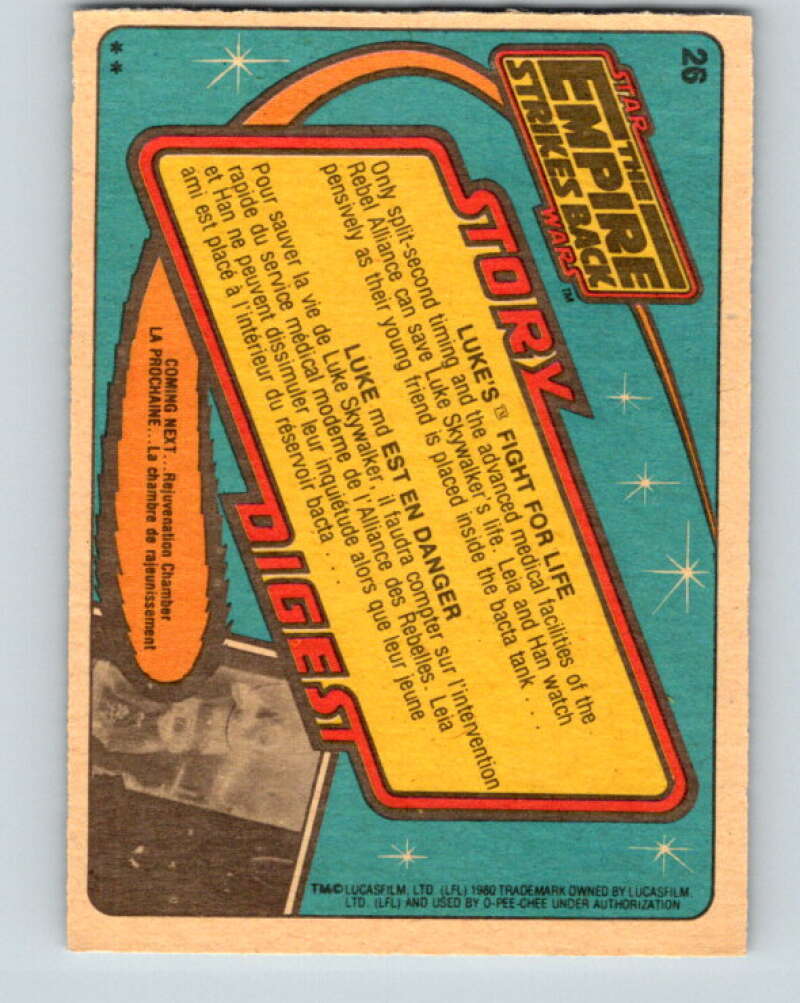 26
STAR
THE
EMPIRE
STRIKES BACK
WARS™
STORY
LUKE'S TM FIGHT FOR LIFE
Only split-second timing and the advanced medical facilities of the
Rebel Alliance can save Luke Skywalker's life. Leia and Han watch
pensively as their young friend is placed inside the bacta tank . . .
LUKE md EST EN DANGER
Pour sauver la vie de Luke Skywalker, il faudra compter sur l'intervention
rapide du service médical moderne de l'Alliance des Rebelles. Leia
et Han ne peuvent dissimuler leur inquiétude alors que leur jeune
ami est placé à l'intérieur du réservoir bacta . . .
DIGEST
COMING NEXT...Rejuvenation Chamber
LA PROCHAINE...La chambre de rajeunissement
**
TM:© LUCASFILM, LTD. (LFL) 1980 TRADEMARK OWNED BY LUCASFILM,
LTD. (LFL) AND USED BY O-PEE-CHEE UNDER AUTHORIZATION